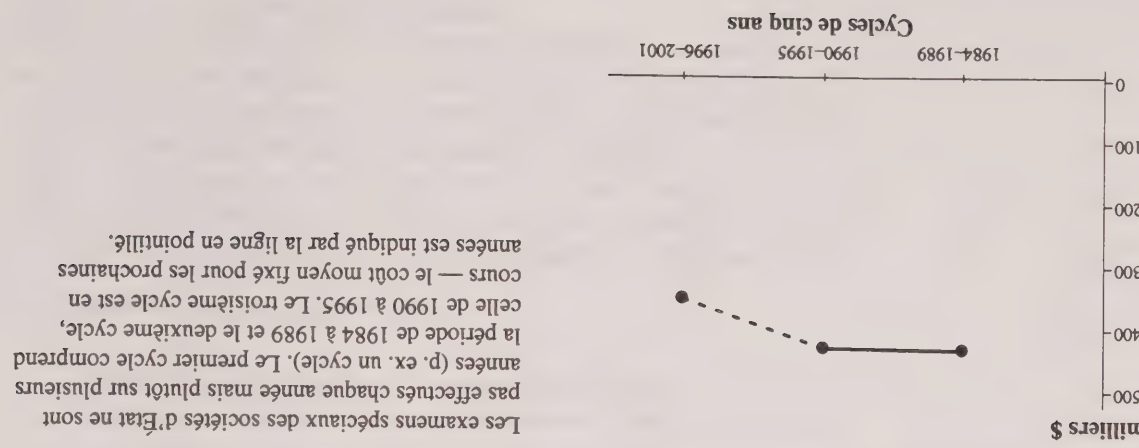 milliers $
500
400
300
200
100
0
1984–1989
1990–1995
1996–2001
Cycles de cinq ans
Les examens spéciaux des sociétés d'État ne sont
pas effectués chaque année mais plutôt sur plusieurs
années (p. ex. un cycle). Le premier cycle comprend
la période de 1984 à 1989 et le deuxième cycle,
celle de 1990 à 1995. Le troisième cycle est en
cours — le coût moyen fixé pour les prochaines
années est indiqué par la ligne en pointillé.